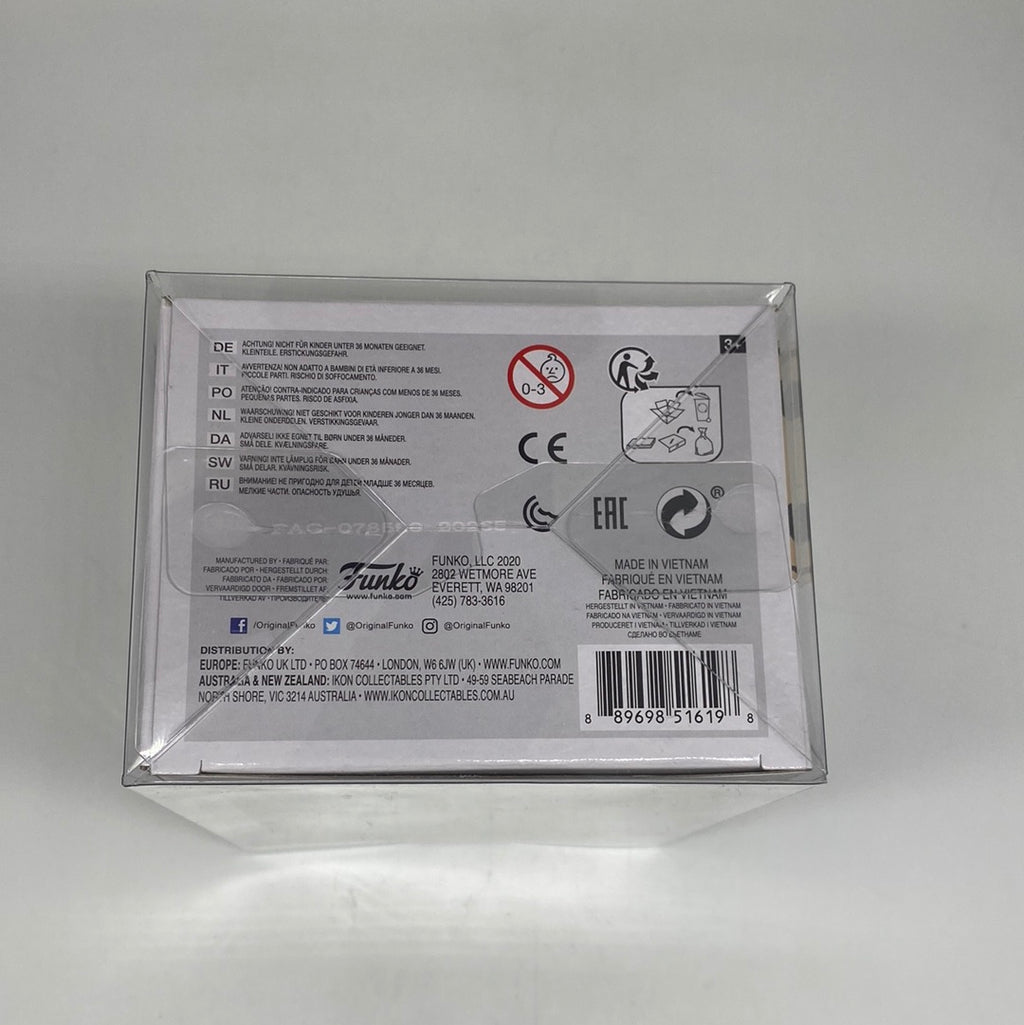 3+
DE ACHTUNG! NICHT FÜR KINDER UNTER 36 MONATEN GEEIGNET.
KLEINTEILE. ERSTICKUNGSGEFAHR.
IT AVVERTENZA! NON ADATTO A BAMBINI DI ETÀ INFERIORE A 36 MESI.
PICCOLE PARTI. RISCHIO DI SOFFOCAMENTO.
PO ATENÇÃO! CONTRA-INDICADO PARA CRIANÇAS COM MENOS DE 36 MESES.
PEQUENAS PARTES. RISCO DE ASFIXIA.
NL WAARSCHUWING! NIET GESCHIKT VOOR KINDEREN JONGER DAN 36 MAANDEN.
KLEINE ONDERDELEN. VERSTIKKINGSGEVAAR.
DA ADVARSEL! IKKE EGNET TIL BØRN UNDER 36 MÅNEDER.
SMÅ DELE. KVÆLNINGSFARE.
SW VARNING! INTE LÄMPLIG FÖR BARN UNDER 36 MÅNADER.
SMÅ DELAR. KVÄVNINGSRISK.
RU ВНИМАНИЕ! НЕ ПРИГОДНО ДЛЯ ДЕТЕЙ МЛАДШЕ 36 МЕСЯЦЕВ.
МЕЛКИЕ ЧАСТИ. ОПАСНОСТЬ УДУШЬЯ.
0-3
CE
EAC
®
MANUFACTURED BY • FABRIQUÉ PAR:
FABRICADO POR • HERGESTELLT DURCH:
FABBRICATO DA • FABRICADO POR:
VERVAARDIGD DOOR • FREMSTILLET AF:
TILLVERKAD AV • ПРОИЗВОДИТЕЛЬ:
Funko
www.funko.com
FUNKO, LLC 2020
2802 WETMORE AVE
EVERETT, WA 98201
(425) 783-3616
/OriginalFunko @OriginalFunko @OriginalFunko
MADE IN VIETNAM
FABRIQUÉ EN VIETNAM
FABRICADO EN VIETNAM
HERGESTELLT IN VIETNAM • FABBRICATO IN VIETNAM
FABRICADO NA VIETNAM • VERVAARDIGD IN VIETNAM
PRODUCERET I VIETNAM • TILLVERKAD I VIETNAM
СДЕЛАНО ВО ВЬЕТНАМЕ
DISTRIBUTION BY:
EUROPE: FUNKO UK LTD • PO BOX 74644 • LONDON, W6 6JW (UK) • WWW.FUNKO.COM
AUSTRALIA & NEW ZEALAND: IKON COLLECTABLES PTY LTD • 49-59 SEABEACH PARADE
NORTH SHORE, VIC 3214 AUSTRALIA • WWW.IKONCOLLECTABLES.COM.AU
8 89698 51619 8